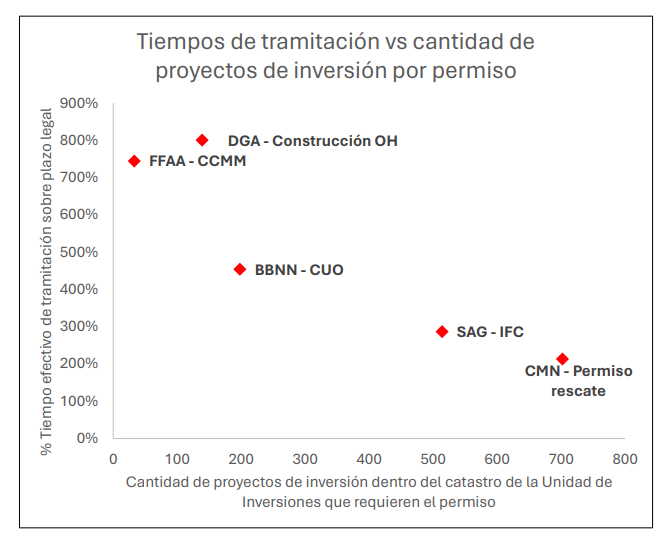 Tiempos de tramitación vs cantidad de
proyectos de inversión por permiso
% Tiempo efectivo de tramitación sobre plazo legal
900%
800%
700%
600%
500%
400%
300%
200%
100%
0%
DGA - Construcción OH
FFAA - CCMM
BBNN - CUO
SAG - IFC
CMN - Permiso
rescate
0 100 200 300 400 500 600 700 800
Cantidad de proyectos de inversión dentro del catastro de la Unidad de
Inversiones que requieren el permiso